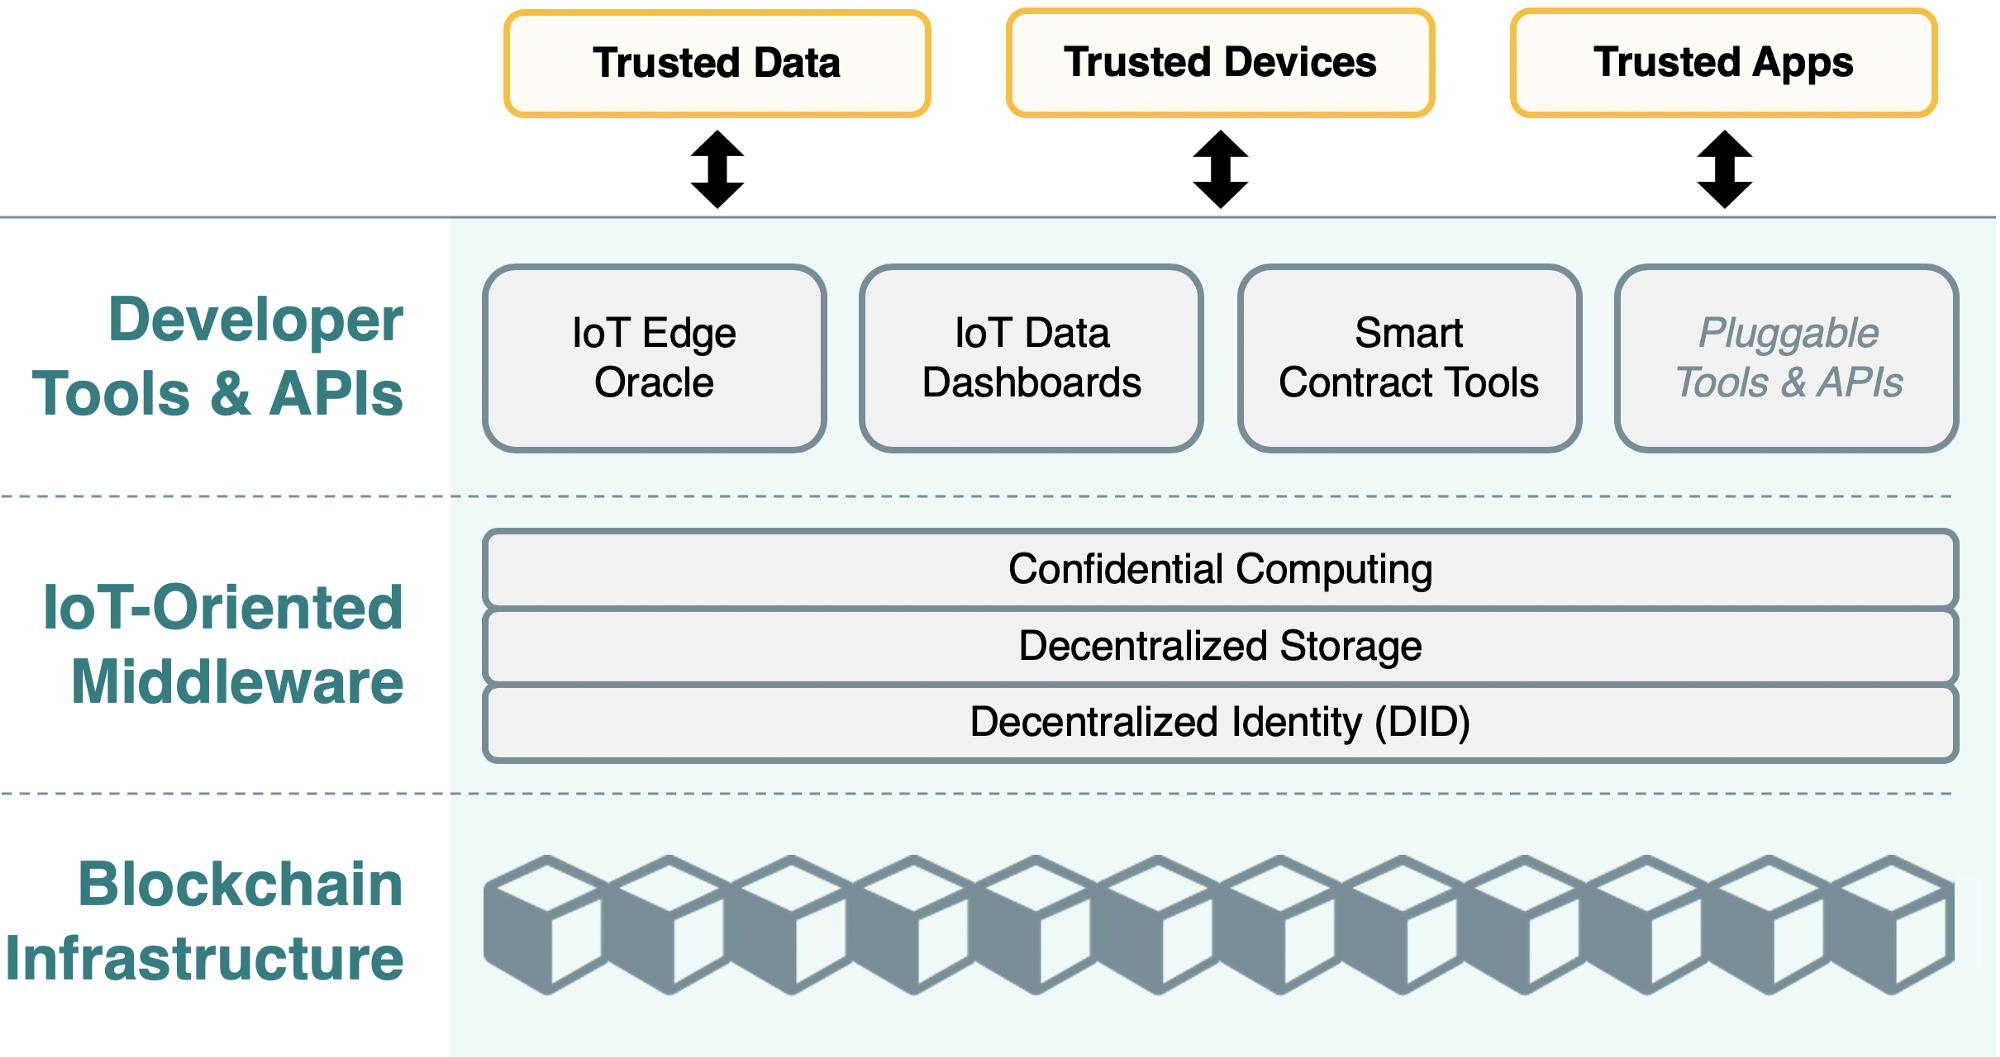 Trusted Data
Trusted Devices
Trusted Apps
Developer
Tools & APIs
IoT Edge
Oracle
IoT Data
Dashboards
Smart
Contract Tools
Pluggable
Tools & APIs
IoT-Oriented
Middleware
Confidential Computing
Decentralized Storage
Decentralized Identity (DID)
Blockchain
Infrastructure